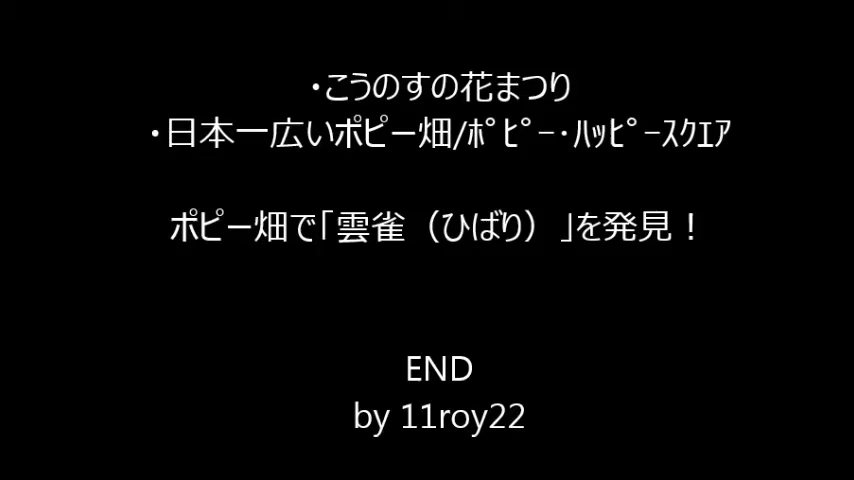 ・こうのすの花まつり
・日本一広いポピー畑/ﾎﾟﾋﾟｰ・ﾊｯﾋﾟｰｽｸｴｱ
ポピー畑で「雲雀（ひばり）」を発見！
END
by 11roy22